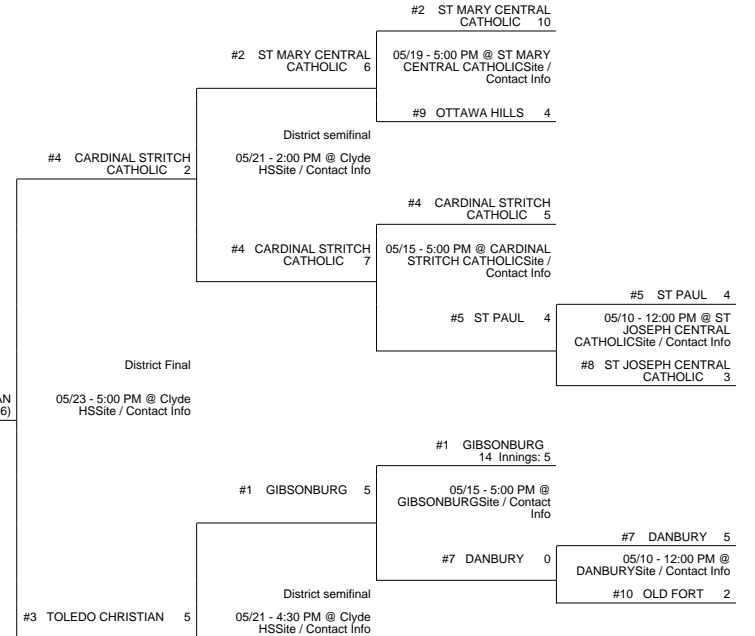 #2 ST MARY CENTRAL
CATHOLIC 10
#2 ST MARY CENTRAL
CATHOLIC 6
05/19 - 5:00 PM @ ST MARY
CENTRAL CATHOLICSite /
Contact Info
#9 OTTAWA HILLS 4
District semifinal
#4 CARDINAL STRITCH
CATHOLIC 2
05/21 - 2:00 PM @ Clyde
HSSite / Contact Info
#4 CARDINAL STRITCH
CATHOLIC 5
#4 CARDINAL STRITCH
CATHOLIC 7
05/15 - 5:00 PM @ CARDINAL
STRITCH CATHOLICSite /
Contact Info
#5 ST PAUL 4
#5 ST PAUL 4
05/10 - 12:00 PM @ ST
JOSEPH CENTRAL
CATHOLICSite / Contact Info
#8 ST JOSEPH CENTRAL
CATHOLIC 3
District Final
AN
6)
05/23 - 5:00 PM @ Clyde
HSSite / Contact Info
#1 GIBSONBURG
14 Innings: 5
#1 GIBSONBURG 5
05/15 - 5:00 PM @
GIBSONBURGSite / Contact
Info
#7 DANBURY 5
#7 DANBURY 0
05/10 - 12:00 PM @
DANBURYSite / Contact Info
#10 OLD FORT 2
District semifinal
#3 TOLEDO CHRISTIAN 5
05/21 - 4:30 PM @ Clyde
HSSite / Contact Info